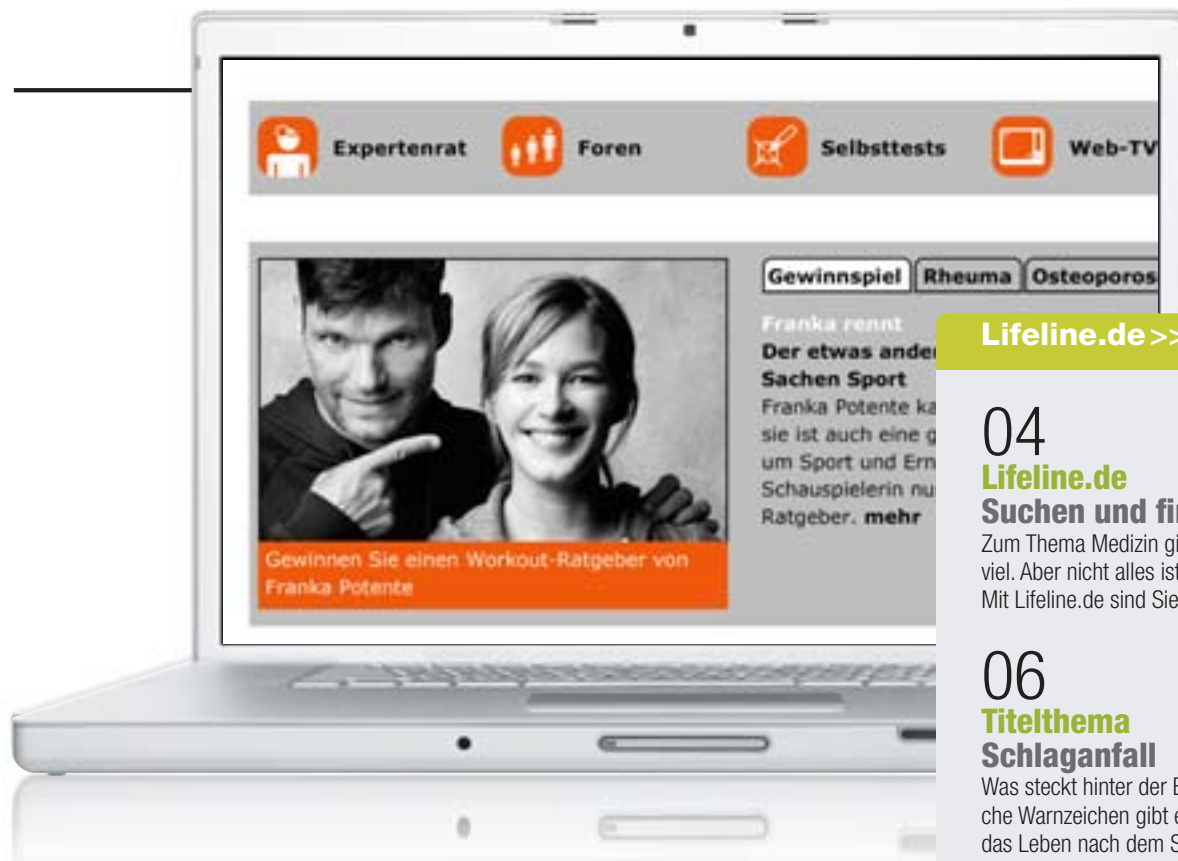 Expertenrat
Foren
Selbsttests
Web-TV
Gewinnspiel
Rheuma
Osteoporos
Franka rennt
Der etwas ander
Sachen Sport
Franka Potente ka
sie ist auch eine g
um Sport und Ern
Schauspielerin nu
Ratgeber. mehr
Gewinnen Sie einen Workout-Ratgeber von
Franka Potente
Lifeline.de >>
04
Lifeline.de
Suchen und fi
Zum Thema Medizin gi
viel. Aber nicht alles ist
Mit Lifeline.de sind Sie
06
Titelthema
Schlaganfall
Was steckt hinter der
che Warnzeichen gibt e
das Leben nach dem S